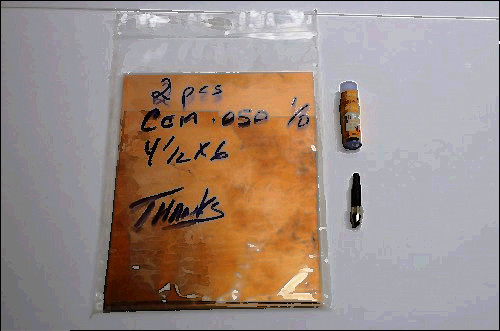 2 pcs
CEM .050 1/0
4 1/2 X 6
THANKS